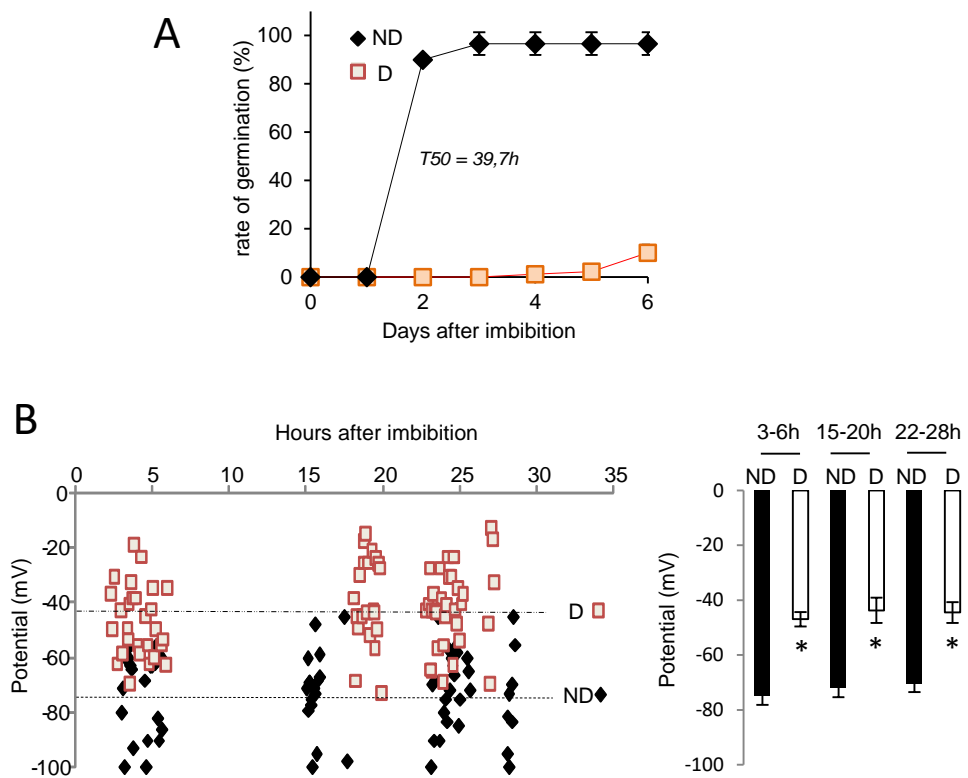 A
ND
D
rate of germination (%)
100
80
60
40
20
0
T50 = 39,7h
0 2 4 6
Days after imbibition
B
Hours after imbibition
0 5 10 15 20 25 30 35
Potential (mV)
0
-20
-40
-60
-80
-100
D
ND
3-6h 15-20h 22-28h
ND D ND D ND D
Potential (mV)
0
-20
-40
-60
-80
-100
* * *